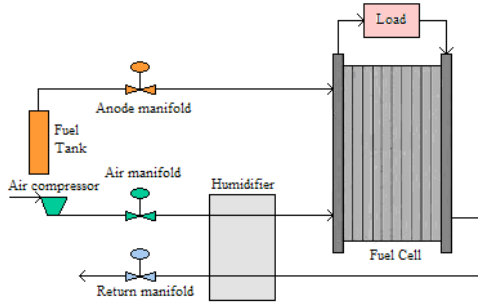 Load
Anode manifold
Fuel
Tank
Air compressor
Air manifold
Humidifier
Fuel Cell
Return manifold